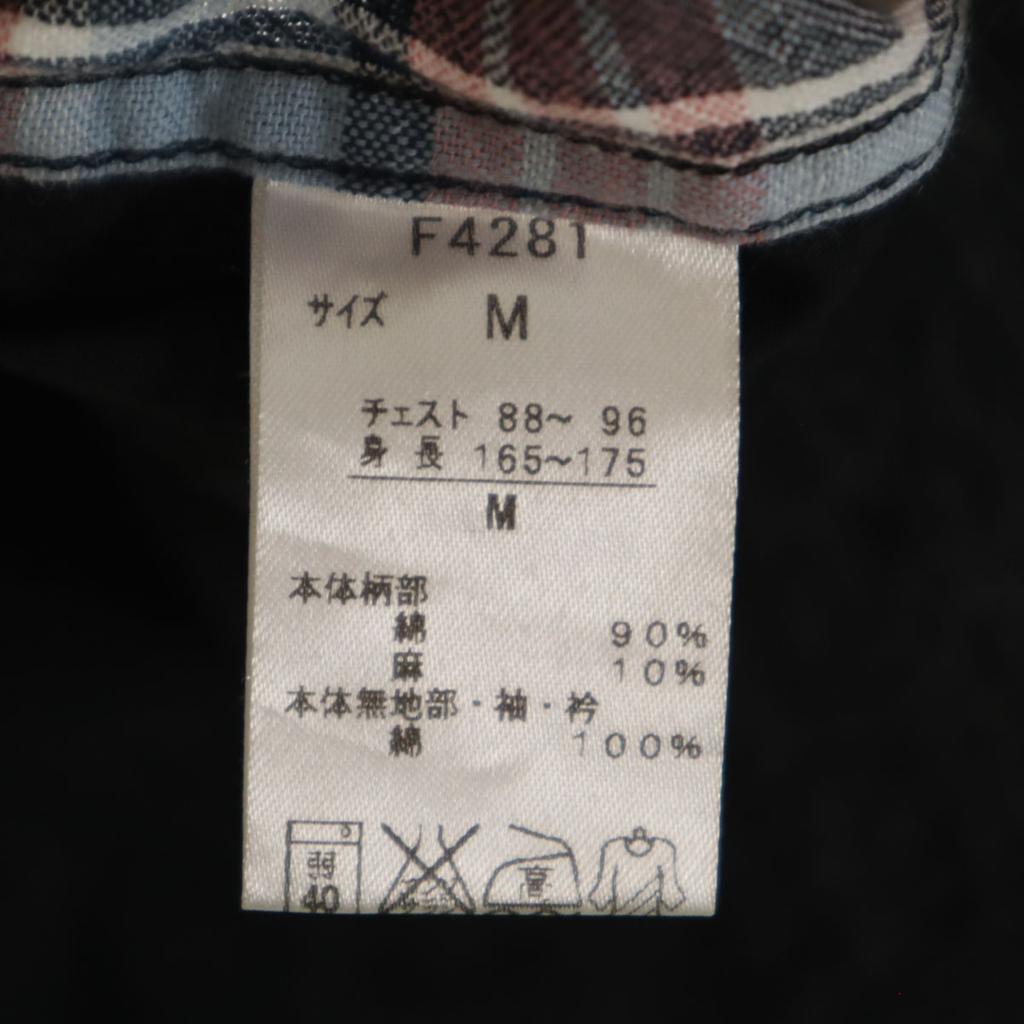 F4281
サイズ M
チェスト 88～ 96
身長 165～175
M
本体柄部
綿 90%
麻 10%
本体無地部・袖・衿
綿 100%
弱 高
40